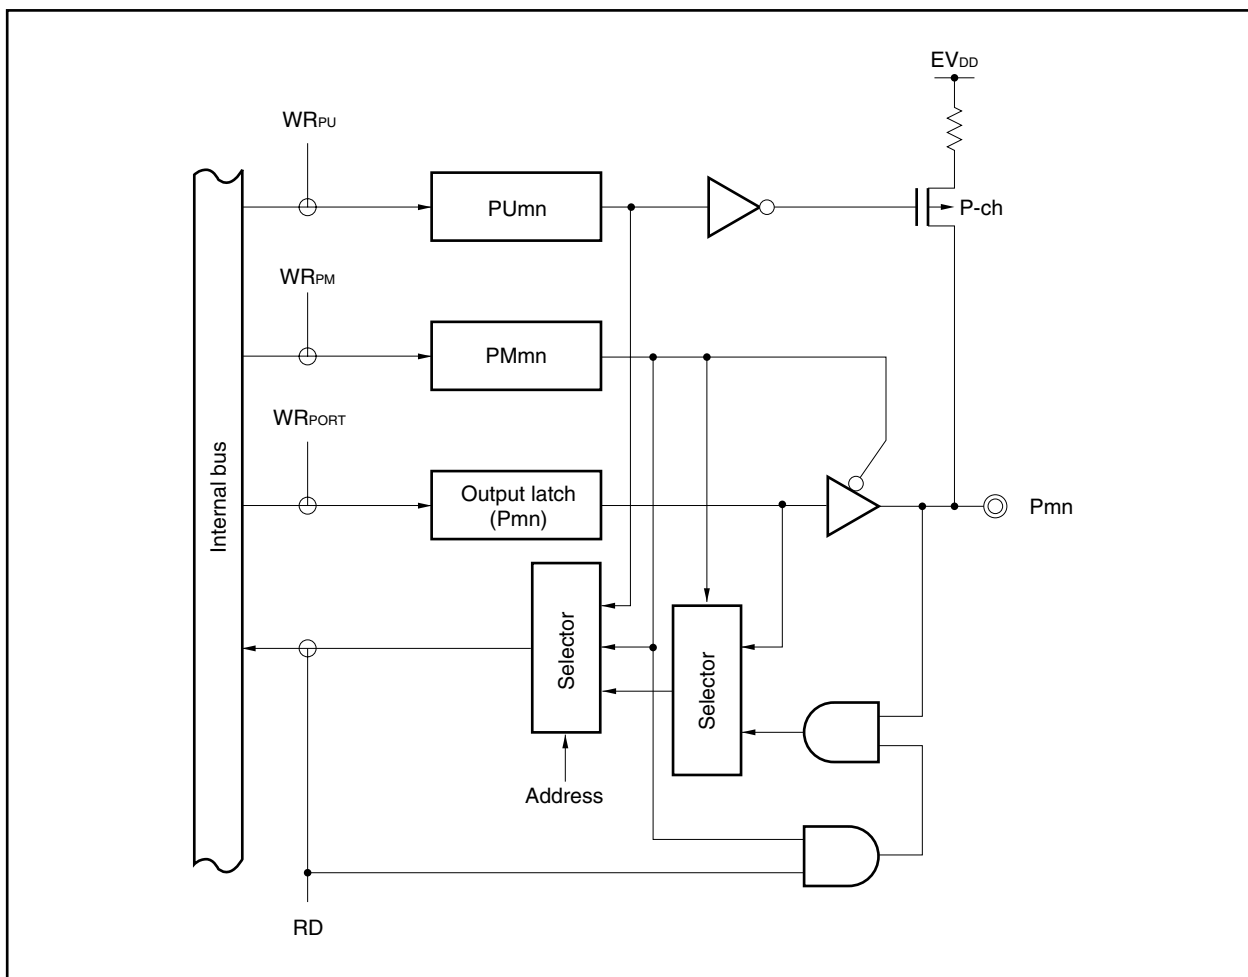 EVDD
WRPU
PUmn
P-ch
WRPM
PMmn
WRPORT
Internal bus
Output latch
(Pmn)
Pmn
Selector
Selector
Address
RD